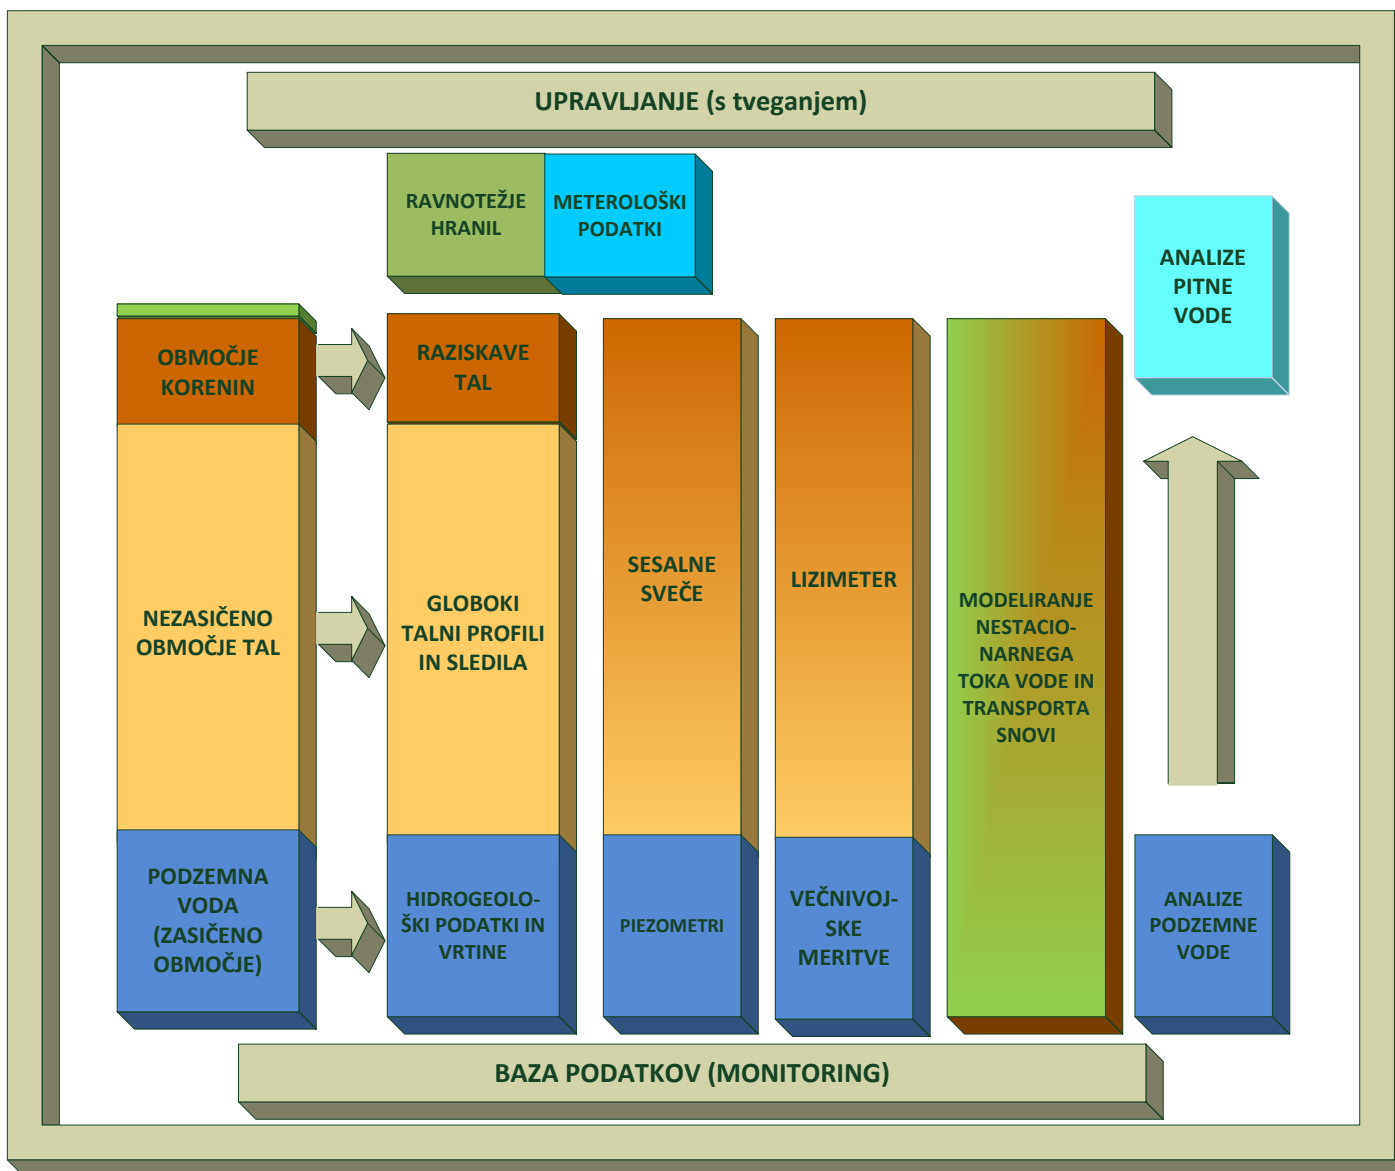 UPRAVLJANJE (s tveganjem)
RAVNOTEŽJE
HRANIL
METEROLOŠKI
PODATKI
ANALIZE
PITNE
VODE
OBMOČJE
KORENIN
RAZISKAVE
TAL
NEZASIČENO
OBMOČJE TAL
GLOBOKI
TALNI PROFILI
IN SLEDILA
SESALNE
SVEČE
LIZIMETER
MODELIRANJE
NESTACIO-
NARNEGA
TOKA VODE IN
TRANSPORTA
SNOVI
PODZEMNA
VODA
(ZASIČENO
OBMOČJE)
HIDROGEOLO-
ŠKI PODATKI IN
VRTINE
PIEZOMETRI
VEČNIVOJ-
SKE
MERITVE
ANALIZE
PODZEMNE
VODE
BAZA PODATKOV (MONITORING)